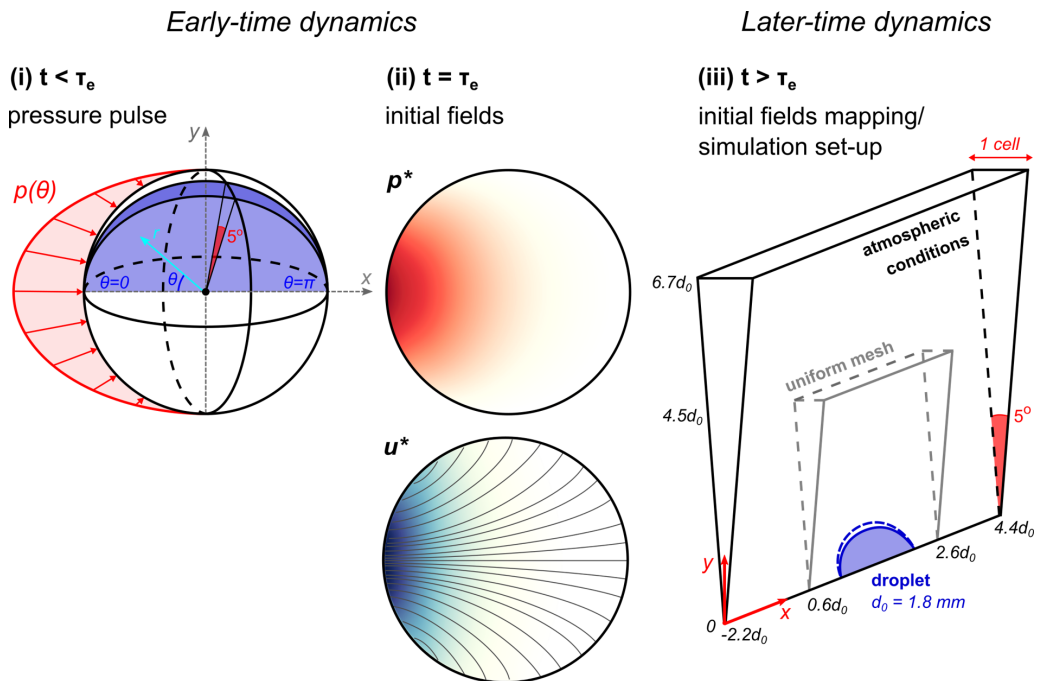 Early-time dynamics
Later-time dynamics
(i) t < τe
pressure pulse
y
p(θ)
r
5º
θ=0
θ
θ=π
x
(ii) t = τe
initial fields
p*
u*
(iii) t > τe
initial fields mapping/
simulation set-up
1 cell
atmospheric
conditions
6.7d0
uniform mesh
4.5d0
5º
4.4d0
2.6d0
y
droplet
d0 = 1.8 mm
x
0.6d0
0
-2.2d0